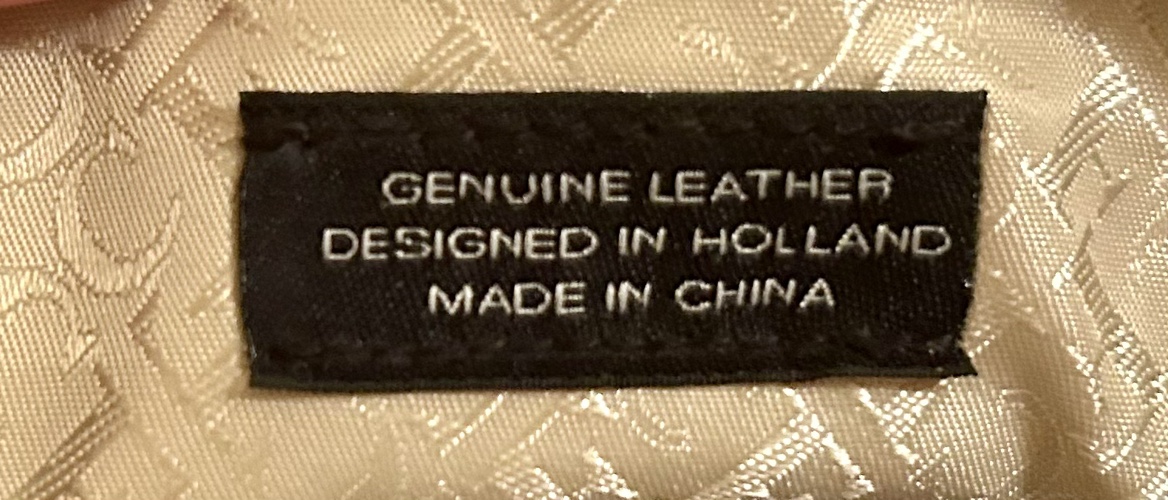 GENUINE LEATHER
DESIGNED IN HOLLAND
MADE IN CHINA